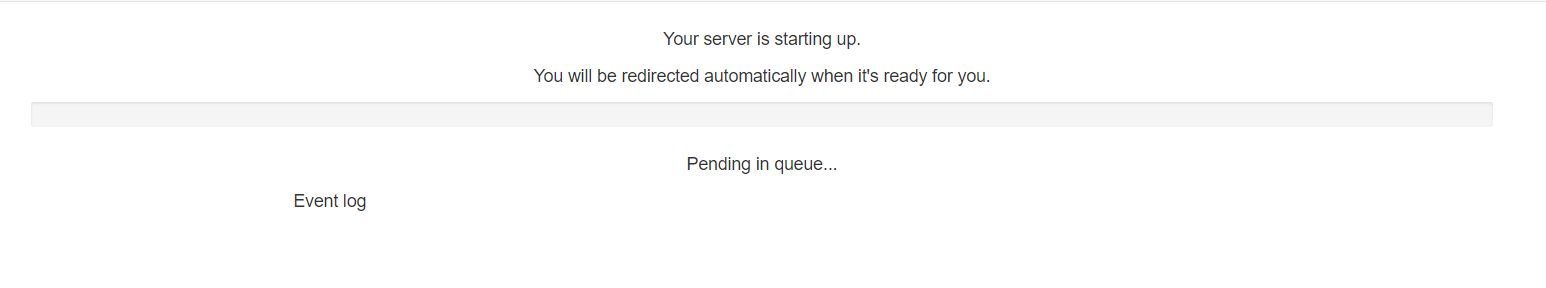 Your server is starting up.
You will be redirected automatically when it's ready for you.
Pending in queue...
Event log